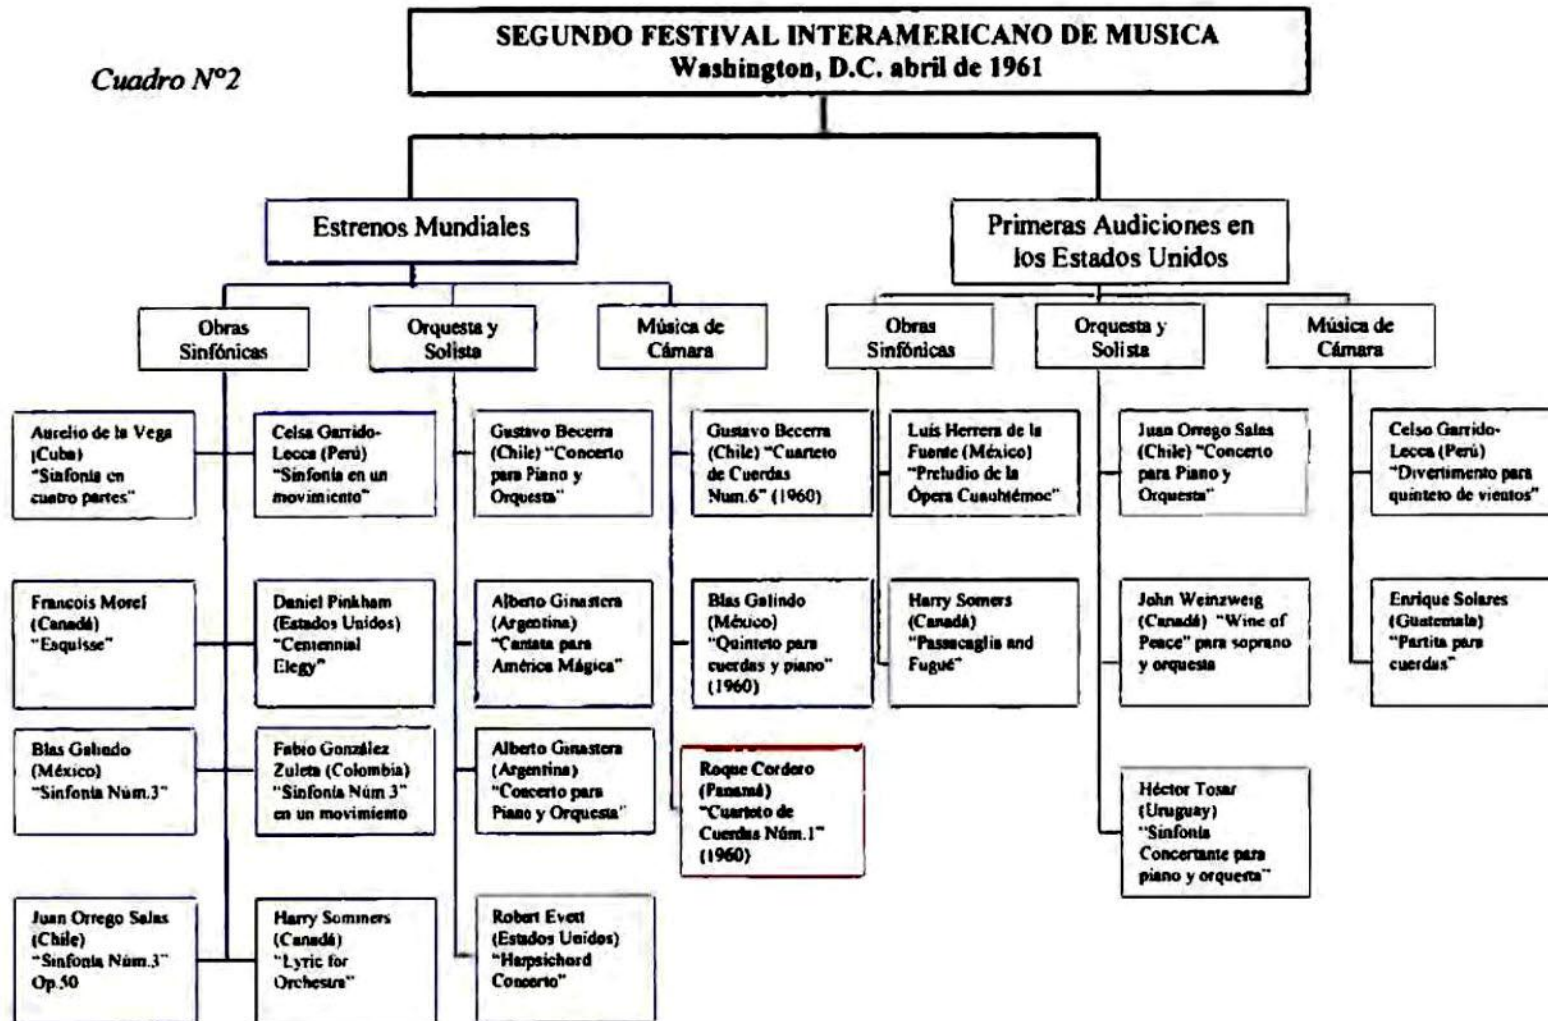 Cuadro Nº2
SEGUNDO FESTIVAL INTERAMERICANO DE MUSICA
Washington, D.C. abril de 1961
Estrenos Mundiales
Primeras Audiciones en
los Estados Unidos
Obras
Sinfónicas
Orquesta y
Solista
Música de
Cámara
Obras
Sinfónicas
Orquesta y
Solista
Música de
Cámara
Aurelio de la Vega
(Cuba)
"Sinfonía en
cuatro partes"
Celsa Garrido-
Lecca (Perú)
"Sinfonía en un
movimiento"
Gustavo Becerra
(Chile) "Concerto
para Piano y
Orquesta"
Gustavo Becerra
(Chile) "Cuarteto
de Cuerdas
Num.6" (1960)
Luís Herrera de la
Fuente (México)
"Preludio de la
Ópera Cuauhtémoc"
Juan Orrego Salas
(Chile) "Concerto
para Piano y
Orquesta"
Celso Garrido-
Lecca (Perú)
"Divertimento para
quinteto de vientos"
Francois Morel
(Canadá)
"Esquisse"
Daniel Pinkham
(Estados Unidos)
"Centennial
Elegy"
Alberto Ginastera
(Argentina)
"Cantata para
América Mágica"
Blas Galindo
(México)
"Quinteto para
cuerdas y piano"
(1960)
Harry Somers
(Canadá)
"Passacaglia and
Fugué"
John Weinzweig
(Canadá) "Wine of
Peace" para soprano
y orquesta
Enrique Solares
(Guatemala)
"Partita para
cuerdas"
Blas Galindo
(México)
"Sinfonía Núm.3"
Fabio González
Zuleta (Colombia)
"Sinfonía Núm 3"
en un movimiento
Alberto Ginastera
(Argentina)
"Concerto para
Piano y Orquesta"
Roque Cordero
(Panamá)
"Cuarteto de
Cuerdas Núm.1"
(1960)
Héctor Tosar
(Uruguay)
"Sinfonía
Concertante para
piano y orquesta"
Juan Orrego Salas
(Chile)
"Sinfonía Núm.3"
Op.50
Harry Sommers
(Canadá)
"Lyric for
Orchestra"
Robert Evett
(Estados Unidos)
"Harpsichord
Concerto"